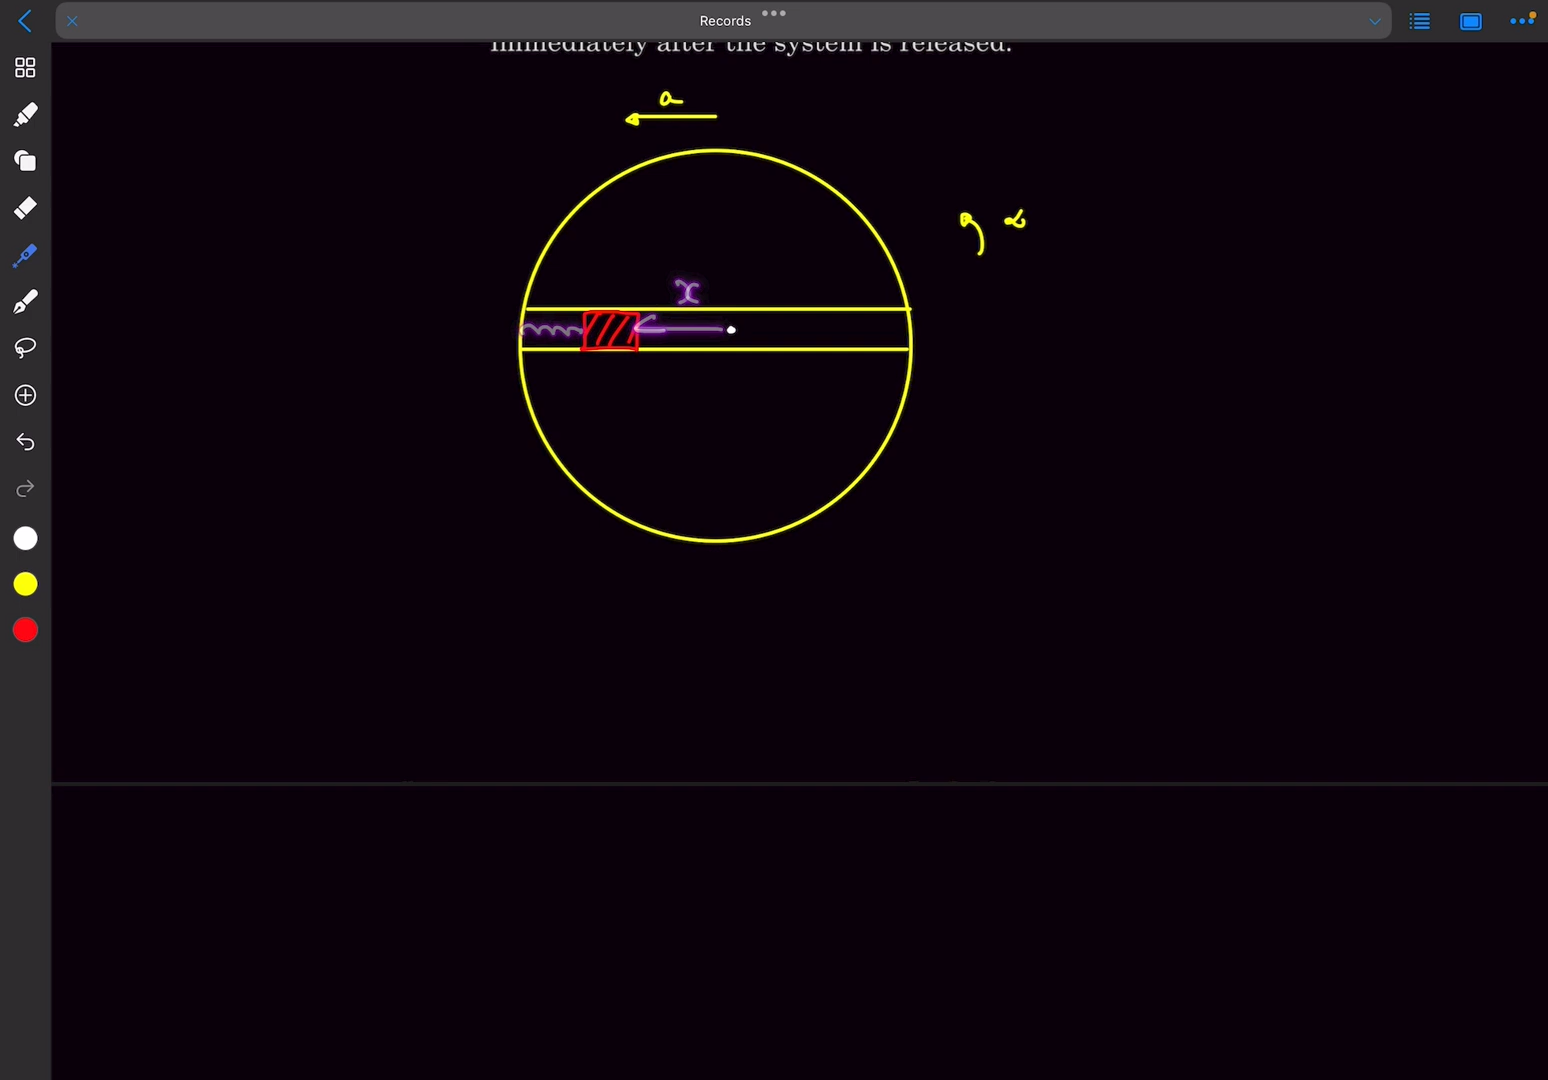 Records
immediately after the system is released.
a
α
x